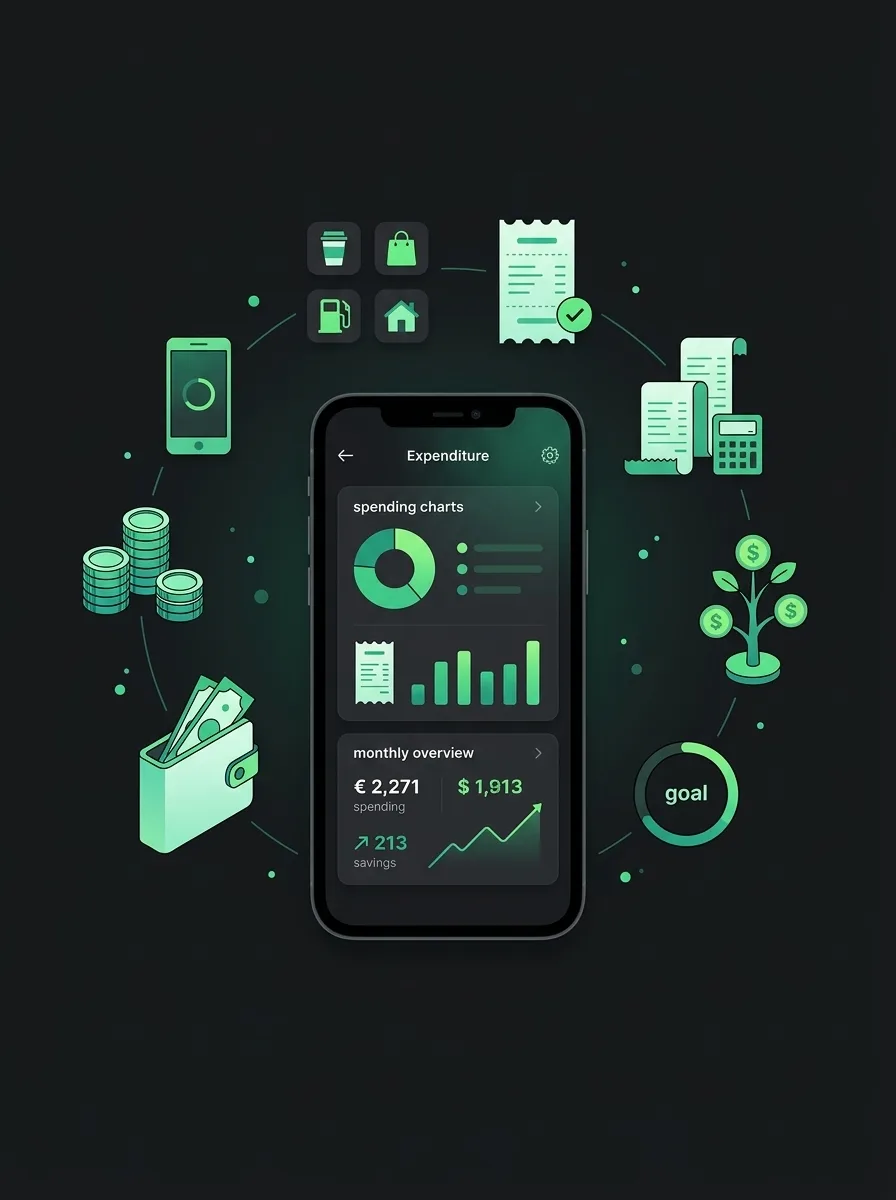 Expenditure
spending charts
monthly overview
€ 2,271 $ 1,913
spending
213
savings
$
$
$
goal